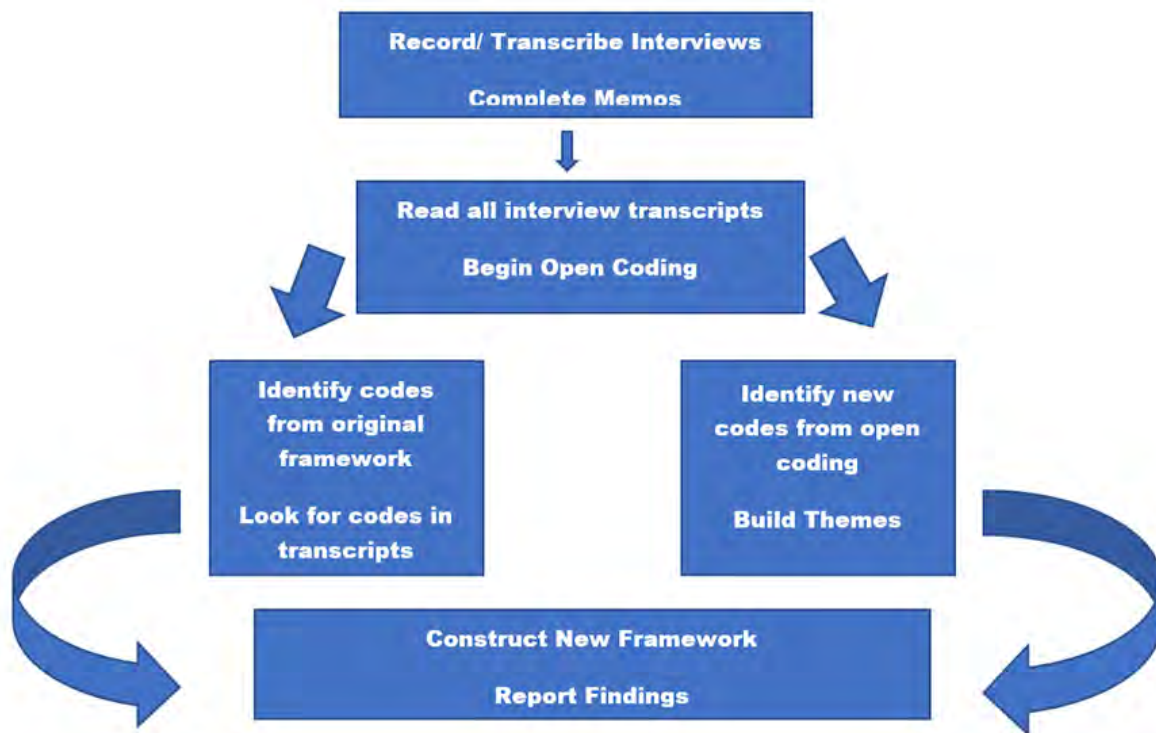 Record/ Transcribe Interviews
Complete Memos
Read all interview transcripts
Begin Open Coding
Identify codes
from original
framework
Look for codes in
transcripts
Identify new
codes from open
coding
Build Themes
Construct New Framework
Report Findings